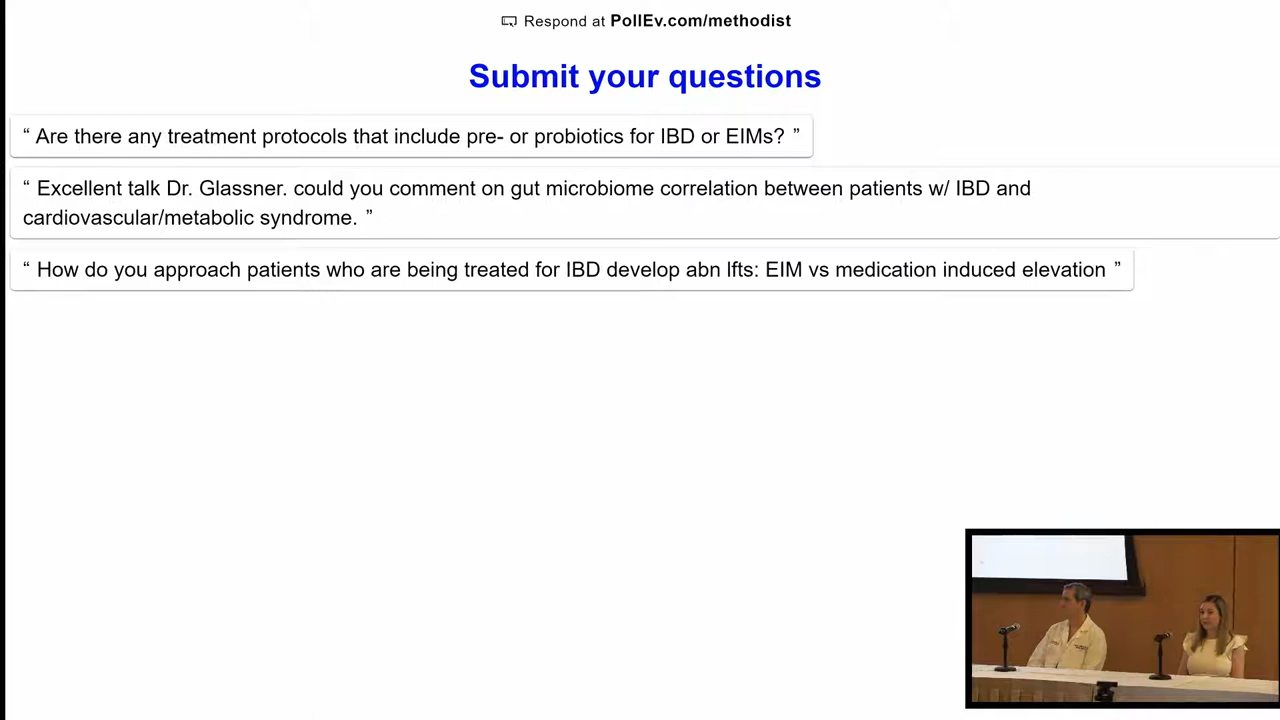 Respond at PollEv.com/methodist
Submit your questions
“ Are there any treatment protocols that include pre- or probiotics for IBD or EIMs? ”
“ Excellent talk Dr. Glassner. could you comment on gut microbiome correlation between patients w/ IBD and
cardiovascular/metabolic syndrome. ”
“ How do you approach patients who are being treated for IBD develop abn lfts: EIM vs medication induced elevation ”